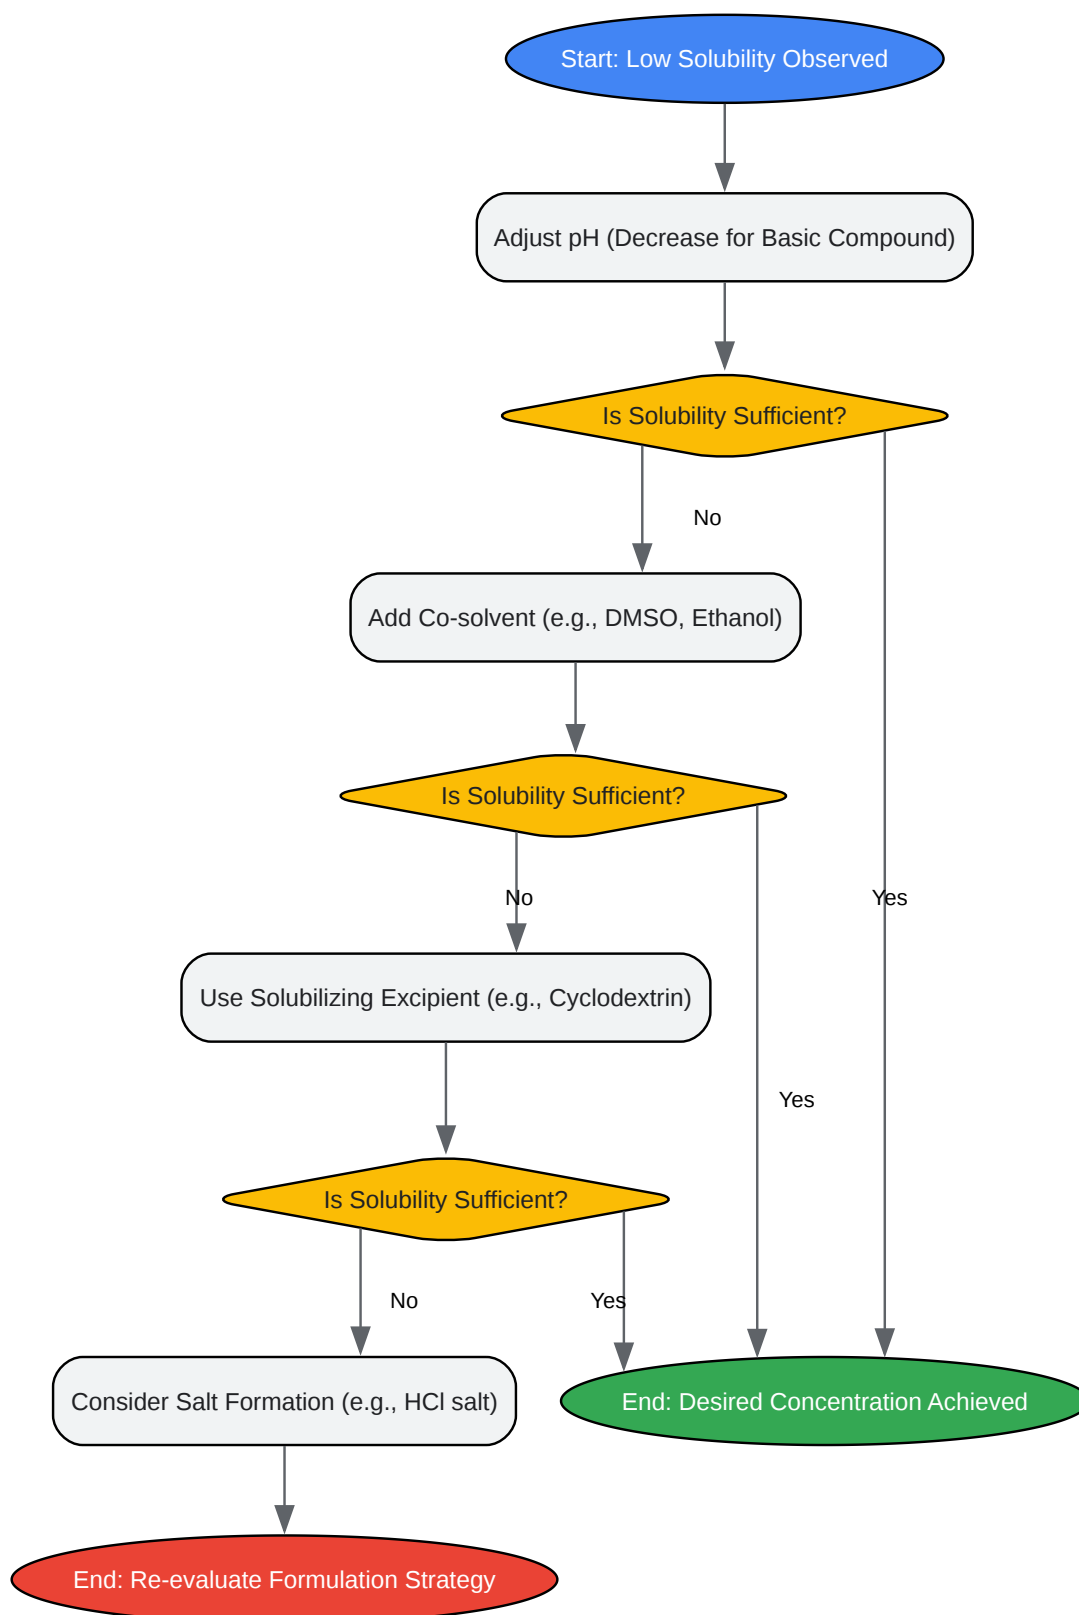 Start: Low Solubility Observed
Adjust pH (Decrease for Basic Compound)
Is Solubility Sufficient?
No
Add Co-solvent (e.g., DMSO, Ethanol)
Is Solubility Sufficient?
No
Yes
Use Solubilizing Excipient (e.g., Cyclodextrin)
Yes
Is Solubility Sufficient?
No
Yes
Consider Salt Formation (e.g., HCl salt)
End: Desired Concentration Achieved
End: Re-evaluate Formulation Strategy